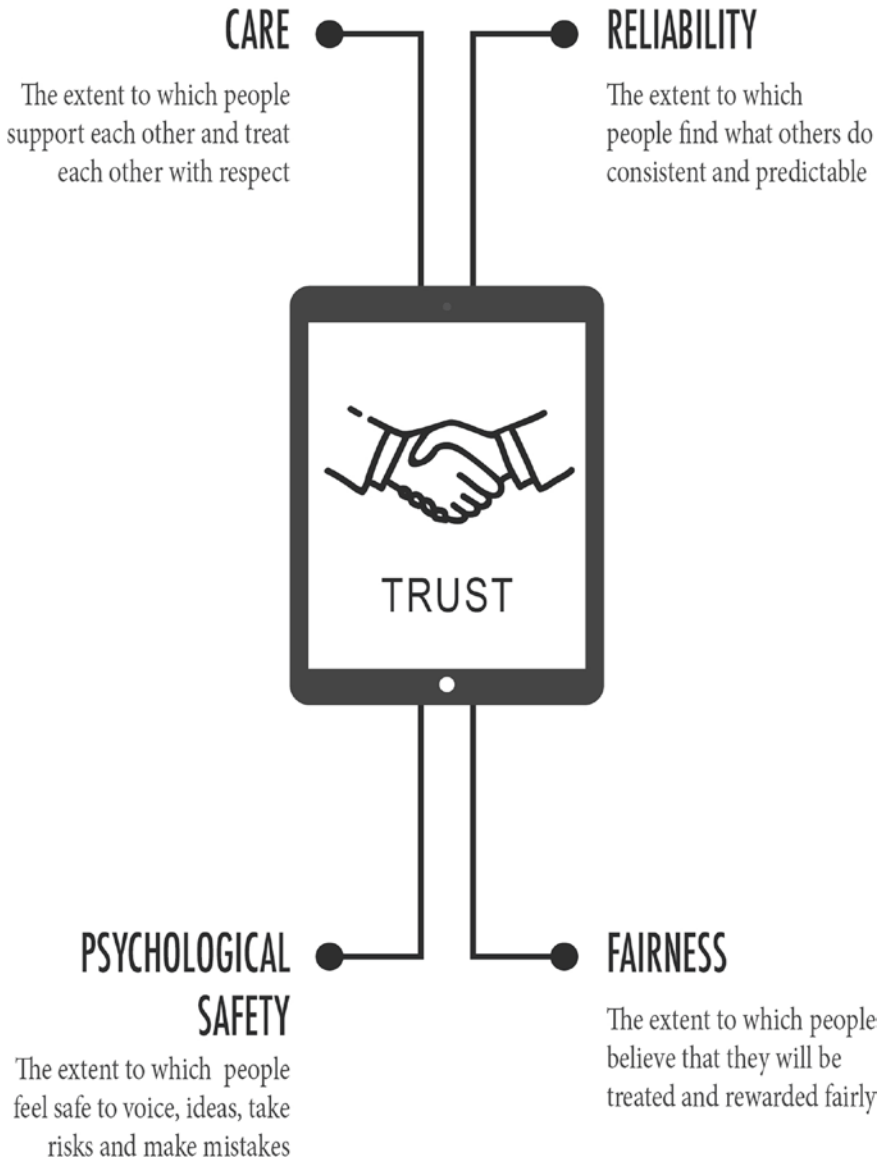 CARE
The extent to which people
support each other and treat
each other with respect
RELIABILITY
The extent to which
people find what others do
consistent and predictable
TRUST
PSYCHOLOGICAL
SAFETY
The extent to which  people
feel safe to voice, ideas, take
risks and make mistakes
FAIRNESS
The extent to which people
believe that they will be
treated and rewarded fairly